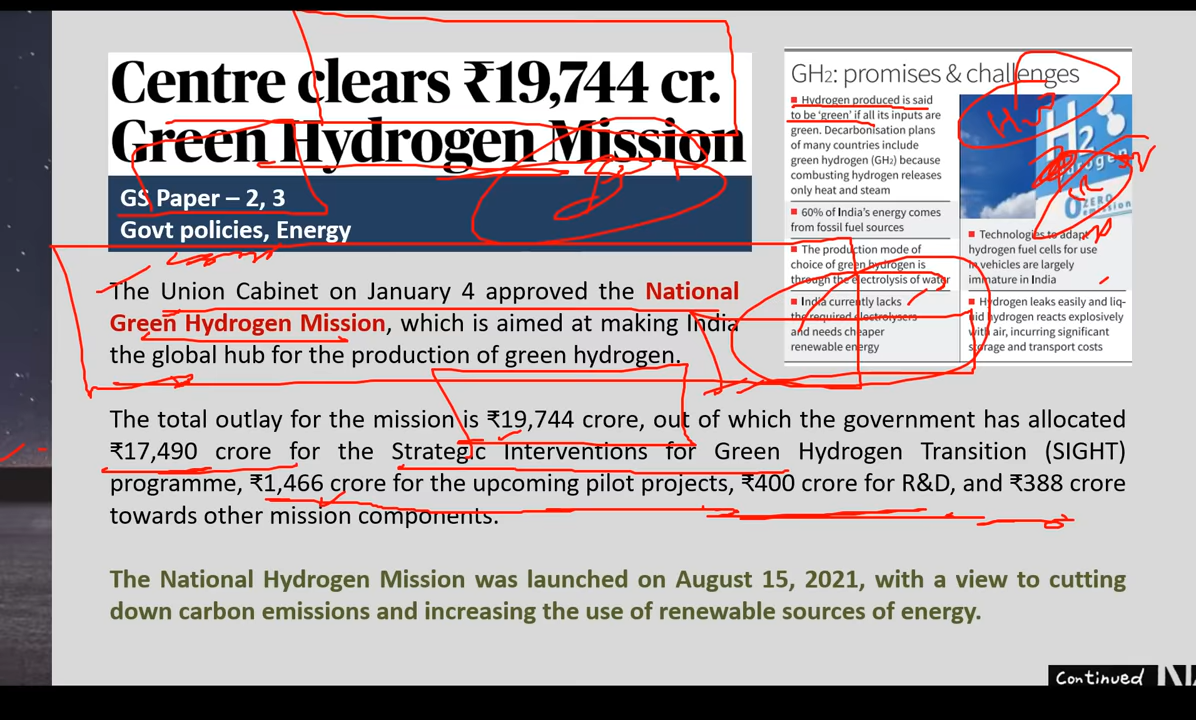 Centre clears ₹19,744 cr.
Green Hydrogen Mission
GS Paper – 2, 3
Govt policies, Energy
The Union Cabinet on January 4 approved the National
Green Hydrogen Mission, which is aimed at making India
the global hub for the production of green hydrogen.
GH2: promises & challenges
Hydrogen produced is said
to be 'green' if all its inputs are
green. Decarbonisation plans
of many countries include
green hydrogen (GH2) because
combusting hydrogen releases
only heat and steam
60% of India's energy comes
from fossil fuel sources
The production mode of
choice of green hydrogen is
through the electrolysis of water
India currently lacks
the required electrolysers
and needs cheaper
renewable energy
H2
Hydrogen
ZERO
emission
Technologies to adapt
hydrogen fuel cells for use
in vehicles are largely
immature in India
Hydrogen leaks easily and liq-
uid hydrogen reacts explosively
with air, incurring significant
storage and transport costs
The total outlay for the mission is ₹19,744 crore, out of which the government has allocated
₹17,490 crore for the Strategic Interventions for Green Hydrogen Transition (SIGHT)
programme, ₹1,466 crore for the upcoming pilot projects, ₹400 crore for R&D, and ₹388 crore
towards other mission components.
The National Hydrogen Mission was launched on August 15, 2021, with a view to cutting
down carbon emissions and increasing the use of renewable sources of energy.
Continued